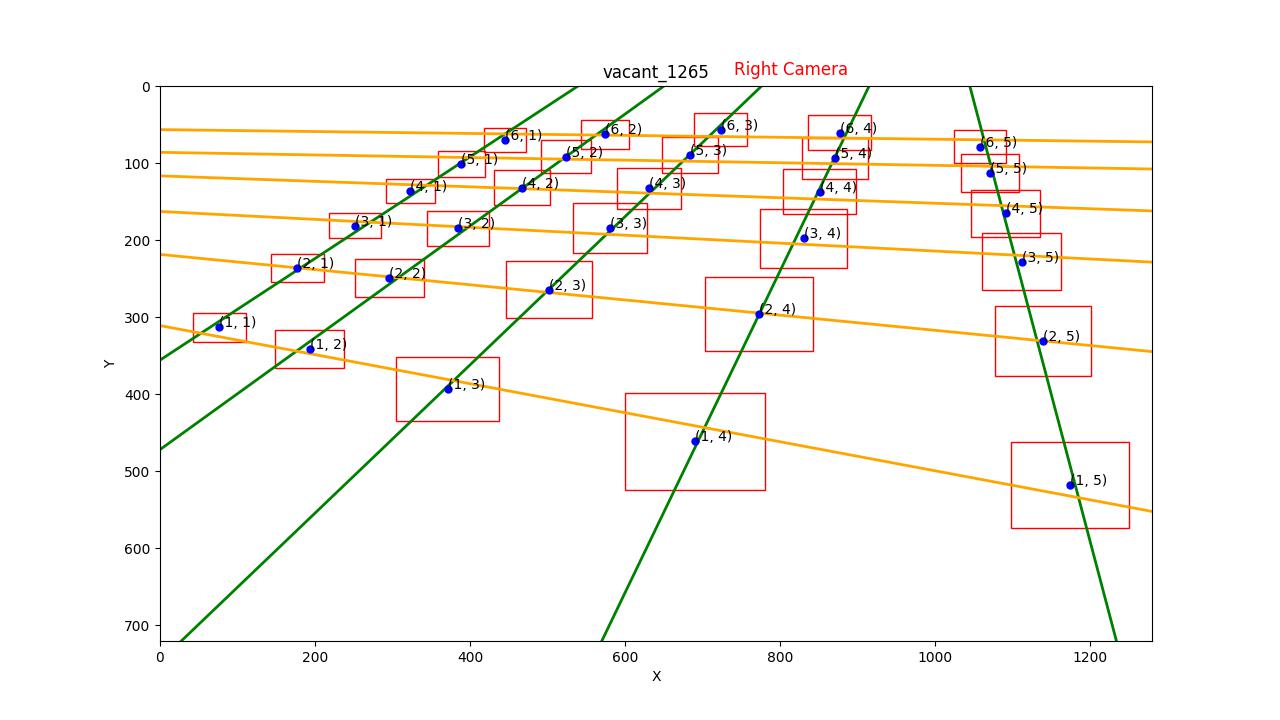 vacant_1265 Right Camera
0
100
200
300
400
500
600
700
Y
(6, 1) (6, 2) (6, 3) (6, 4) (6, 5)
(5, 1) (5, 2) (5, 3) (5, 4) (5, 5)
(4, 1) (4, 2) (4, 3) (4, 4) (4, 5)
(3, 1) (3, 2) (3, 3) (3, 4) (3, 5)
(2, 1) (2, 2) (2, 3) (2, 4) (2, 5)
(1, 1) (1, 2) (1, 3) (1, 4) (1, 5)
0 200 400 600 800 1000 1200
X